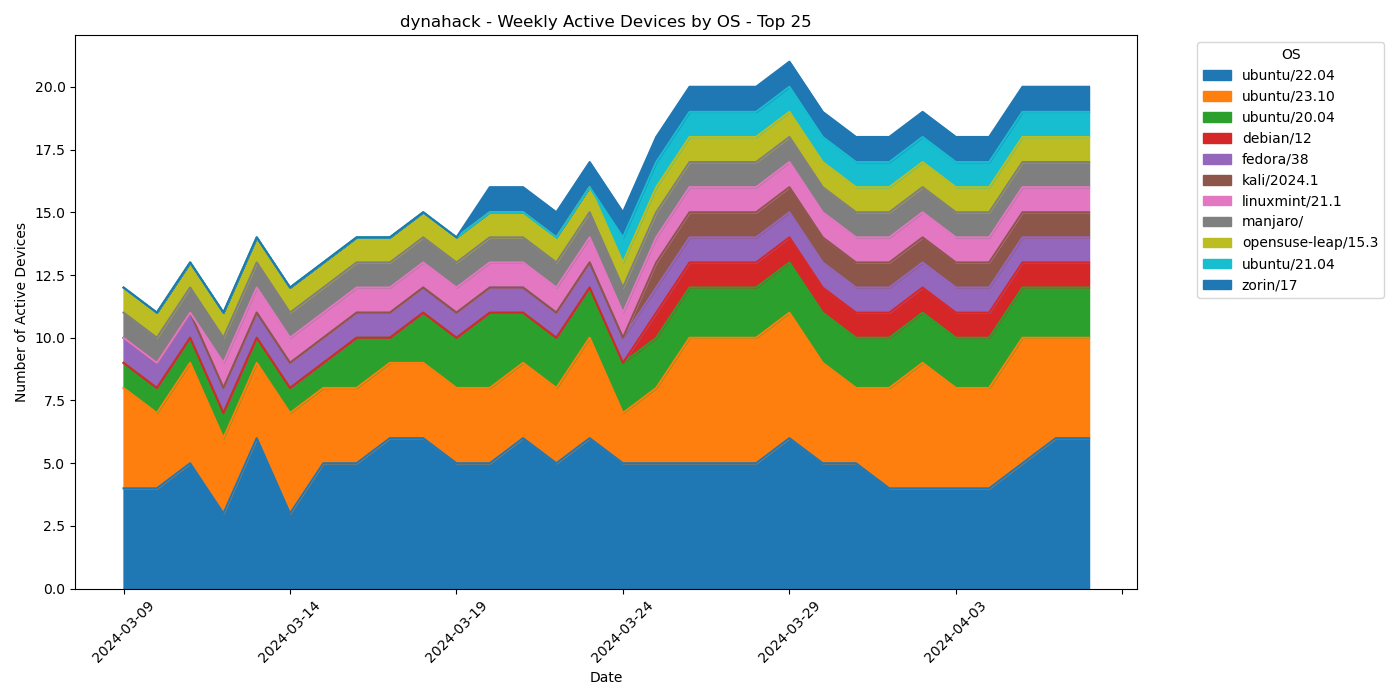 dynahack - Weekly Active Devices by OS - Top 25
Number of Active Devices
20.0
17.5
15.0
12.5
10.0
7.5
5.0
2.5
0.0
2024-03-09
2024-03-14
2024-03-19
2024-03-24
2024-03-29
2024-04-03
Date
OS
ubuntu/22.04
ubuntu/23.10
ubuntu/20.04
debian/12
fedora/38
kali/2024.1
linuxmint/21.1
manjaro/
opensuse-leap/15.3
ubuntu/21.04
zorin/17